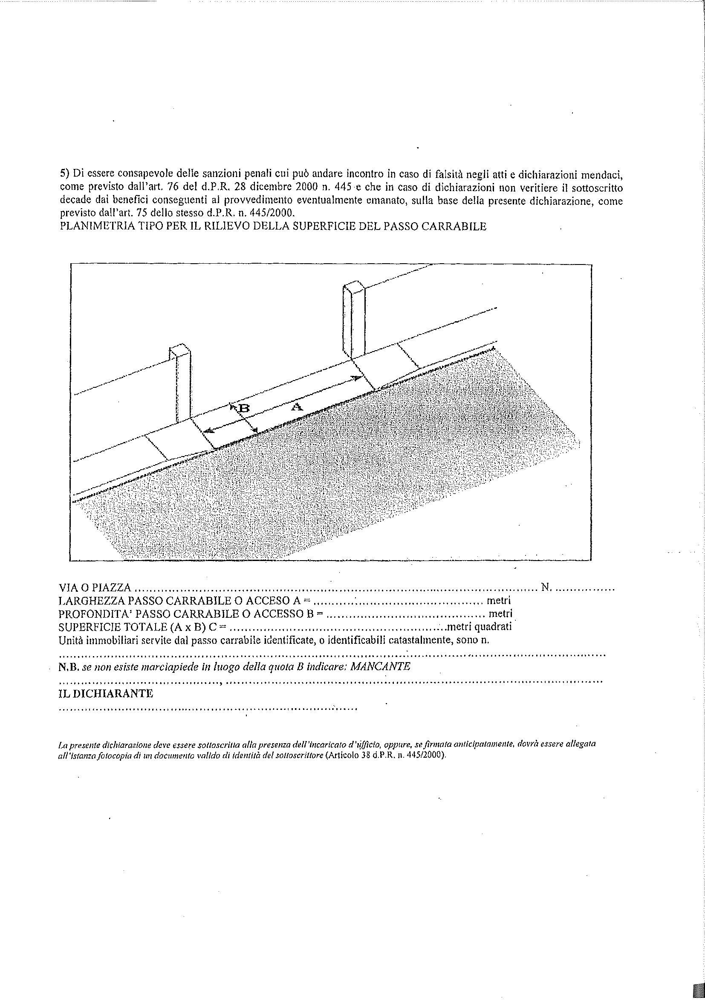 5) Di essere consapevole delle sanzioni penali cui può andare incontro in caso di falsità negli atti e dichiarazioni mendaci,
come previsto dall'art. 76 del d.P.R. 28 dicembre 2000 n. 445 e che in caso di dichiarazioni non veritiere il sottoscritto
decade dai benefici conseguenti al provvedimento eventualmente emanato, sulla base della presente dichiarazione, come
previsto dall'art. 75 dello stesso d.P.R. n. 445/2000.
PLANIMETRIA TIPO PER IL RILIEVO DELLA SUPERFICIE DEL PASSO CARRABILE
B A
VIA O PIAZZA ........................................................................................................ N. ................
LARGHEZZA PASSO CARRABILE O ACCESO A = ............................................. metri
PROFONDITA' PASSO CARRABILE O ACCESSO B = .......................................... metri
SUPERFICIE TOTALE (A x B) C = ..........................................................metri quadrati
Unità immobiliari servite dal passo carrabile identificate, o identificabili catastalmente, sono n.
................................................................................................................................................
N.B. se non esiste marciapiede in luogo della quota B indicare: MANCANTE
..........................................., ....................................................................................................
IL DICHIARANTE
...............................................................................
La presente dichiarazione deve essere sottoscritta alla presenza dell'incaricato d'ufficio, oppure, se firmata anticipatamente, dovrà essere allegata
all'istanza fotocopia di un documento valido di identità del sottoscrittore (Articolo 38 d.P.R. n. 445/2000).